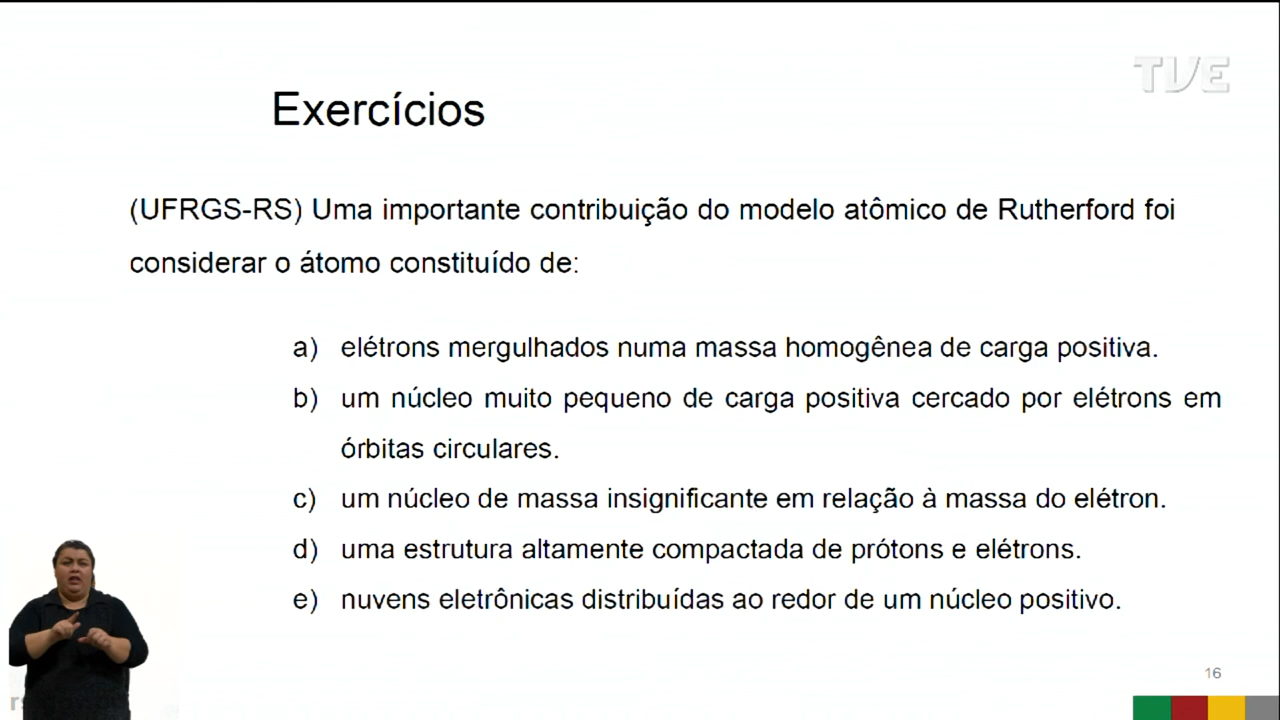 TVE
Exercícios
(UFRGS-RS) Uma importante contribuição do modelo atômico de Rutherford foi
considerar o átomo constituído de:
a) elétrons mergulhados numa massa homogênea de carga positiva.
b) um núcleo muito pequeno de carga positiva cercado por elétrons em
órbitas circulares.
c) um núcleo de massa insignificante em relação à massa do elétron.
d) uma estrutura altamente compactada de prótons e elétrons.
e) nuvens eletrônicas distribuídas ao redor de um núcleo positivo.
16